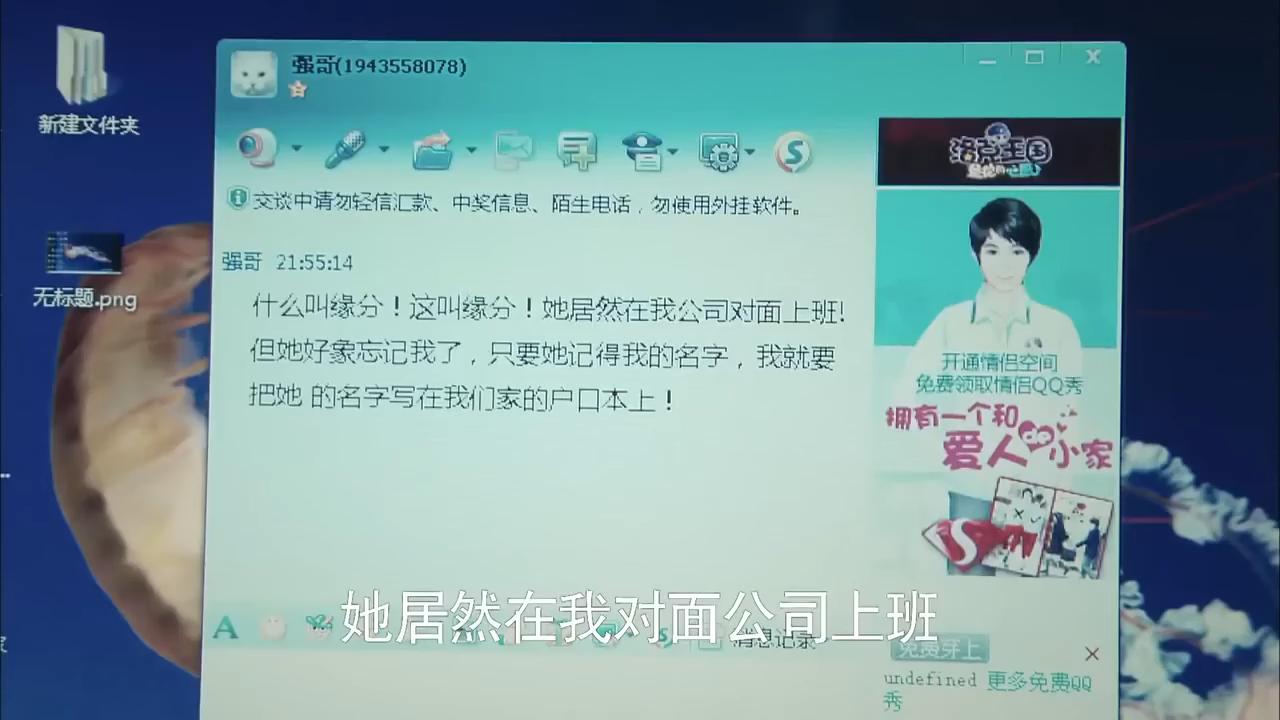 新建文件夹
无标题.png
强哥(1943558078)
交谈中请勿轻信汇款、中奖信息、陌生电话，勿使用外挂软件。
强哥 21:55:14
什么叫缘分！这叫缘分！她居然在我公司对面上班!
但她好象忘记我了，只要她记得我的名字，我就要
把她 的名字写在我们家的户口本上！
洛克王国
开通情侣空间
免费领取情侣QQ秀
拥有一个和
爱人 小家
她居然在我对面公司上班
消息记录
免费穿上
undefined 更多免费QQ
秀